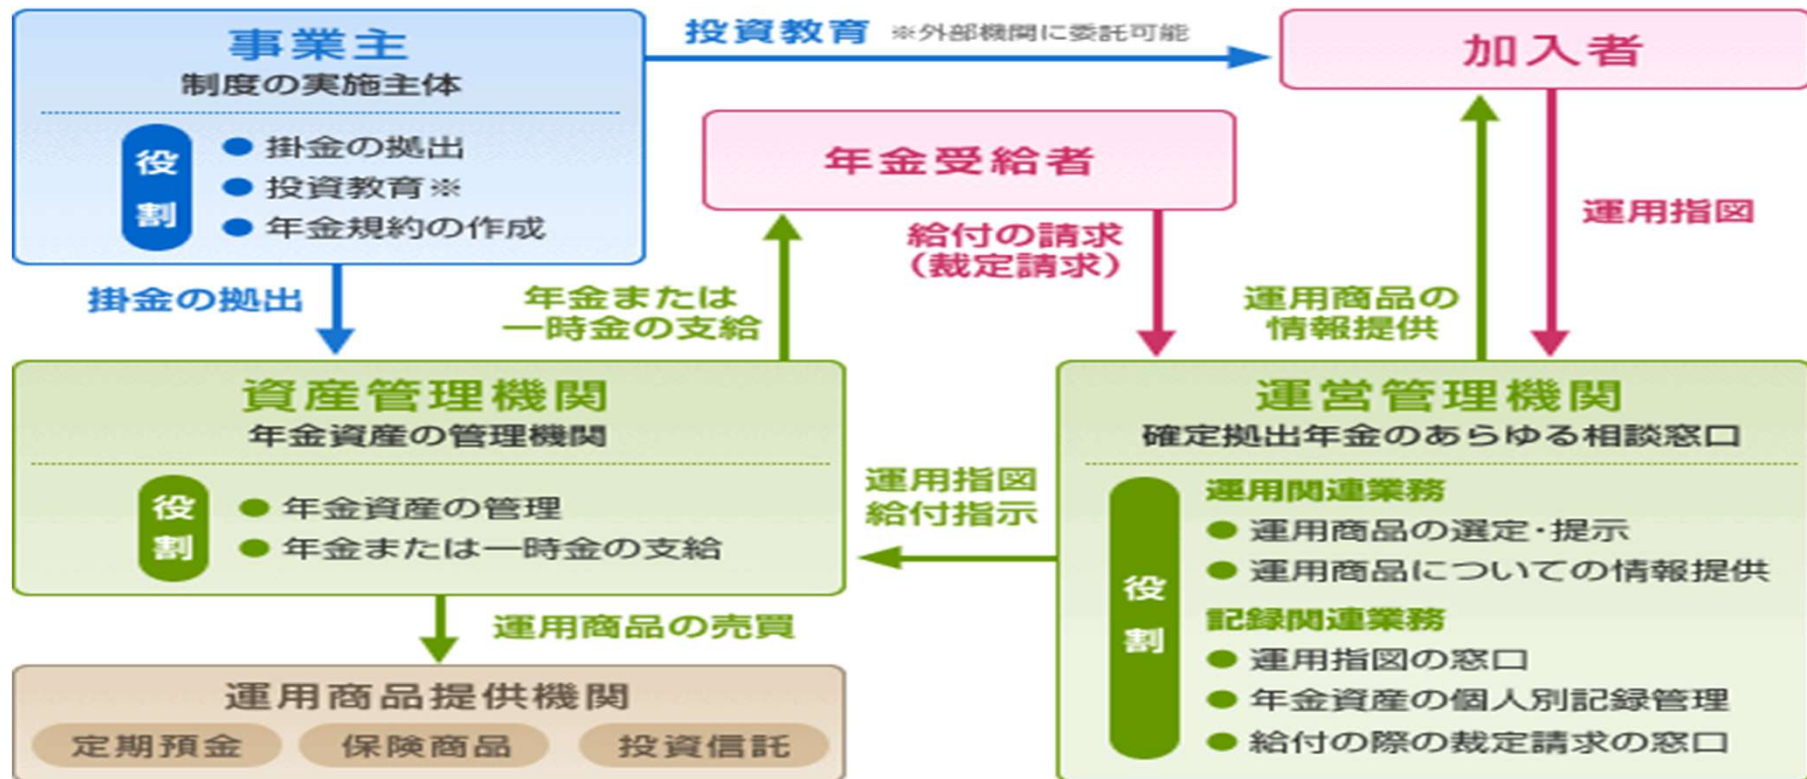 事業主
制度の実施主体
役割
● 掛金の拠出
● 投資教育※
● 年金規約の作成
投資教育 ※外部機関に委託可能
加入者
年金受給者
掛金の拠出
年金または
一時金の支給
給付の請求
（裁定請求）
運用商品の
情報提供
運用指図
資産管理機関
年金資産の管理機関
役割
● 年金資産の管理
● 年金または一時金の支給
運用指図
給付指示
運営管理機関
確定拠出年金のあらゆる相談窓口
役割
運用関連業務
● 運用商品の選定・提示
● 運用商品についての情報提供
記録関連業務
● 運用指図の窓口
● 年金資産の個人別記録管理
● 給付の際の裁定請求の窓口
運用商品の売買
運用商品提供機関
定期預金 保険商品 投資信託